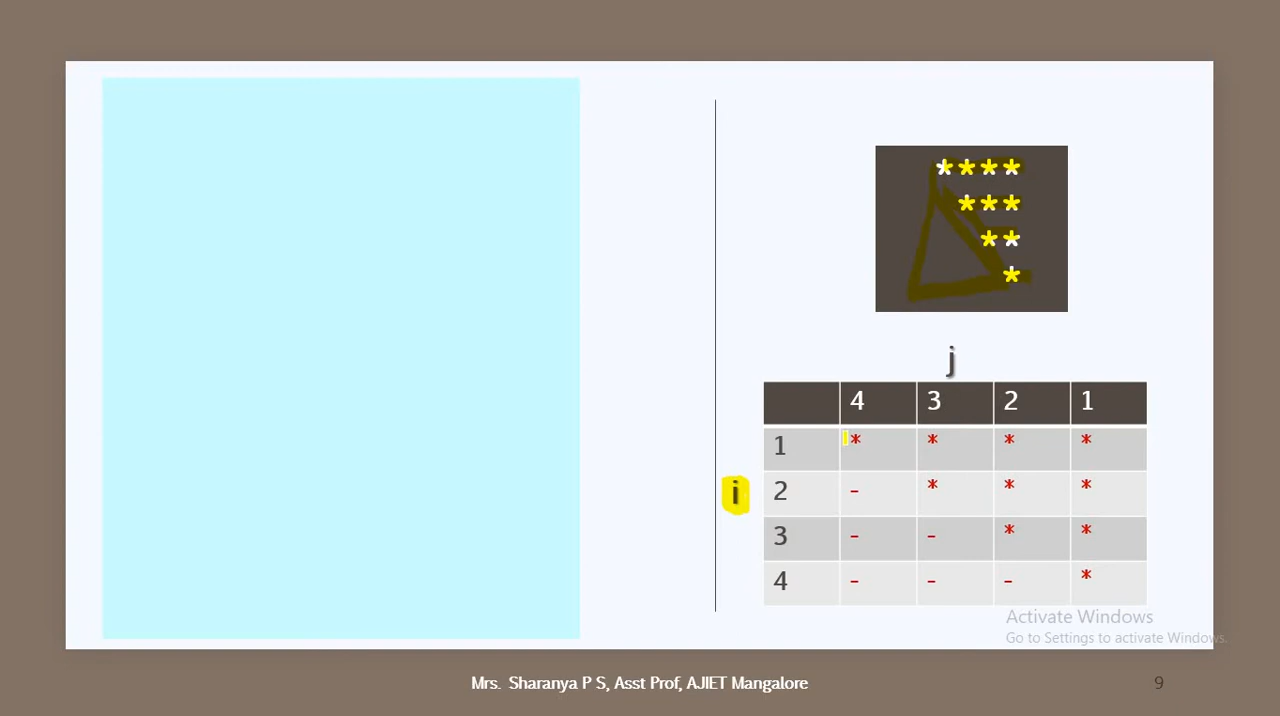 ****
***
**
*
j
4 3 2 1
1 * * * *
i 2 - * * *
3 - - * *
4 - - - *
Activate Windows
Go to Settings to activate Windows.
Mrs. Sharanya P S, Asst Prof, AJIET Mangalore 9